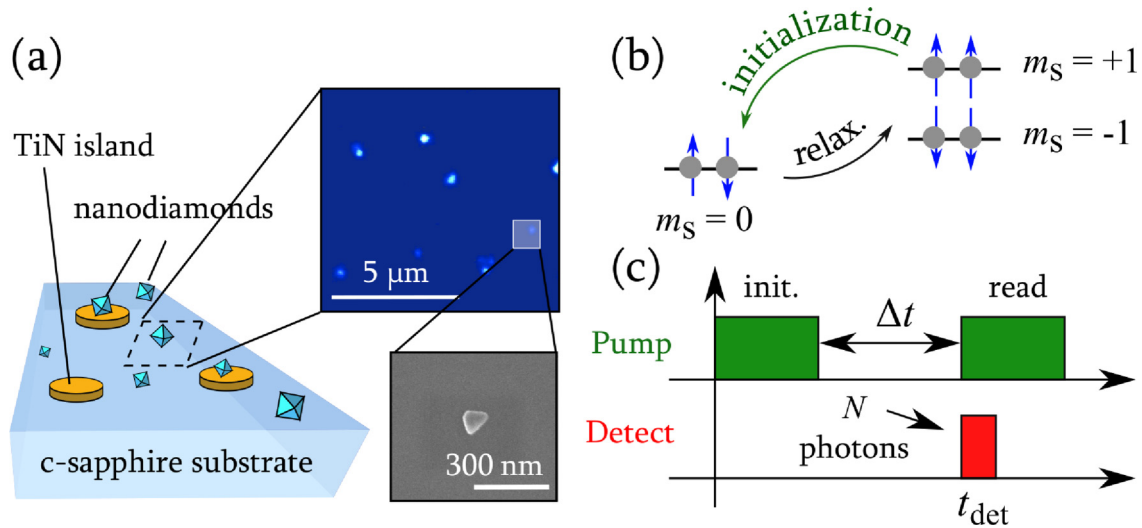 (a)
TiN island
nanodiamonds
5 μm
300 nm
c-sapphire substrate
(b)
initialization
relax.
mS = +1
mS = -1
mS = 0
(c)
init.
read
Δt
Pump
Detect
N
photons
tdet